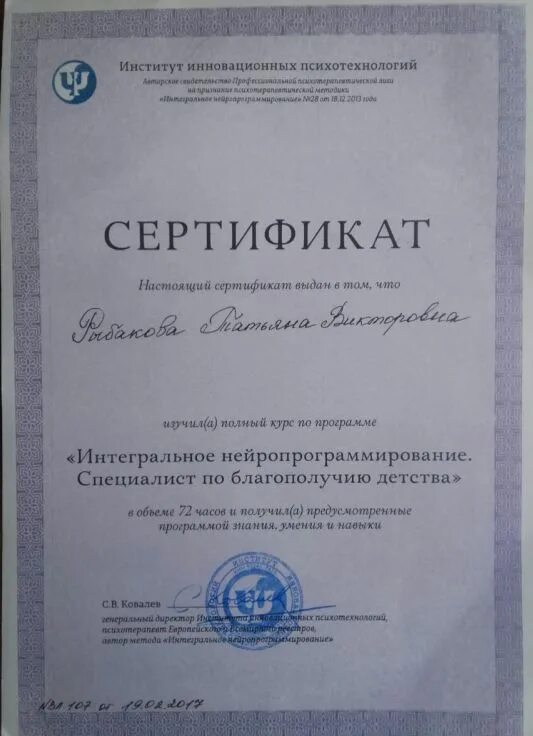 Институт инновационных психотехнологий
Авторское свидетельство Профессиональной психотерапевтической лиги
на признание психотерапевтической методики
«Интегральное нейропрограммирование» №28 от 18.12.2013 года
СЕРТИФИКАТ
Настоящий сертификат выдан в том, что
Рыбакова Татьяна Викторовна
изучил(а) полный курс по программе
«Интегральное нейропрограммирование.
Специалист по благополучию детства»
в объеме 72 часов и получил(а) предусмотренные
программой знания, умения и навыки
С.В. Ковалев
генеральный директор Института инновационных психотехнологий,
психотерапевт Европейского и Всемирного реестров,
автор метода «Интегральное нейропрограммирование»
107 от 19.02.2017